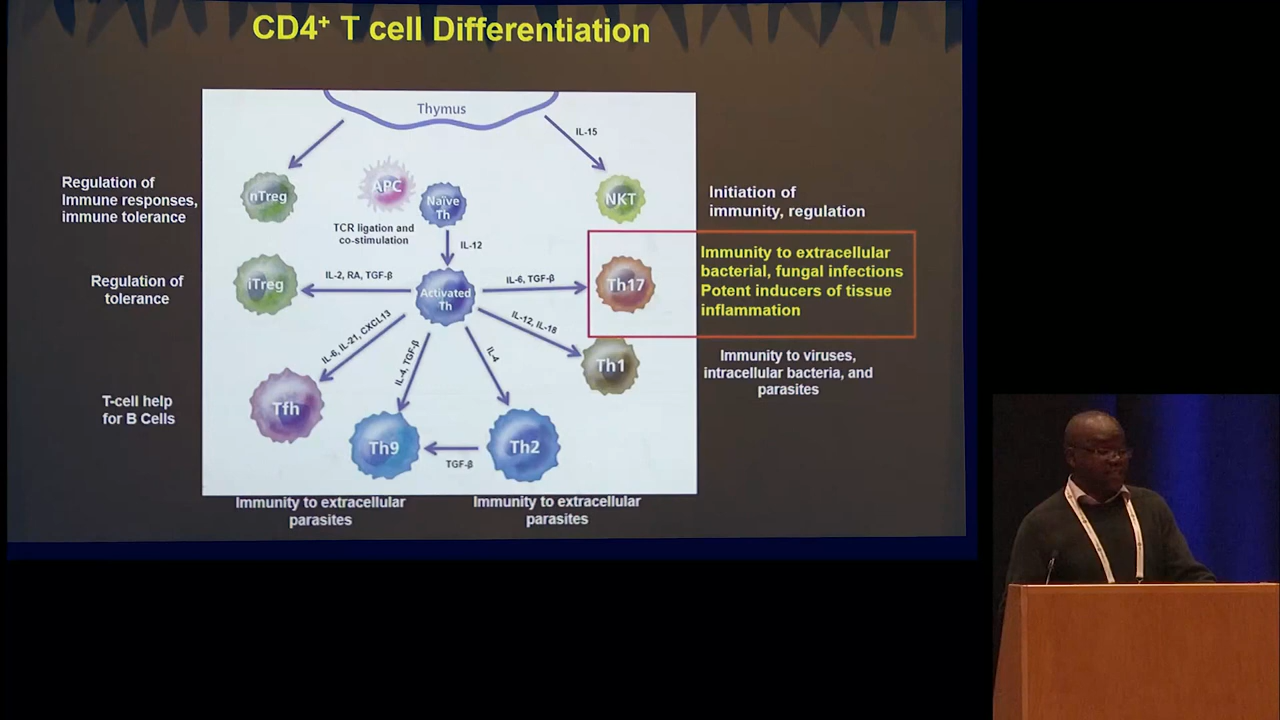 CD4⁺ T cell Differentiation
Thymus
IL-15
Regulation of
Immune responses,
immune tolerance
nTreg
APC
Naïve
Th
NKT
Initiation of
immunity, regulation
TCR ligation and
co-stimulation
IL-12
Regulation of
tolerance
iTreg
IL-2, RA, TGF-β
Activated
Th
IL-6, TGF-β
Th17
Immunity to extracellular
bacterial, fungal infections
Potent inducers of tissue
inflammation
IL-6, IL-21, CXCL13
IL-4, TGF-β
IL-4
IL-12, IL-18
Th1
Immunity to viruses,
intracellular bacteria, and
parasites
T-cell help
for B Cells
Tfh
Th9
TGF-β
Th2
Immunity to extracellular
parasites
Immunity to extracellular
parasites